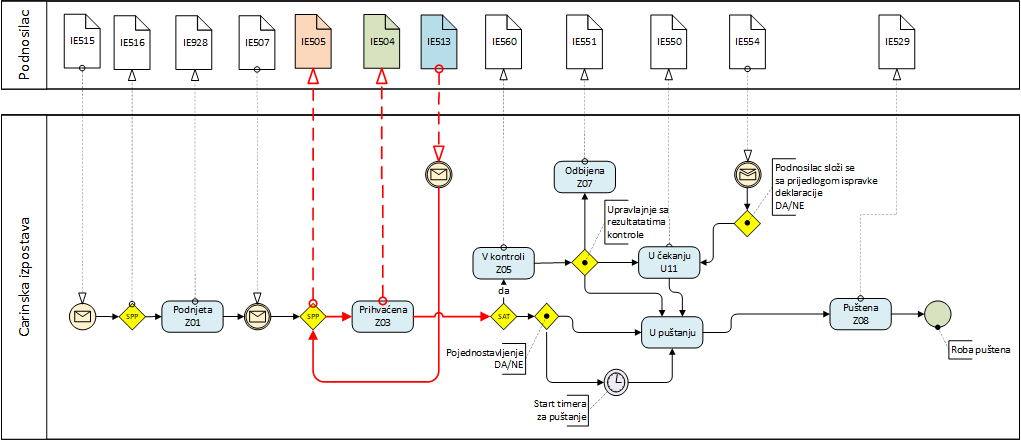 Podnosilac
IE515
IE516
IE928
IE507
IE505
IE504
IE513
IE560
IE551
IE550
IE554
IE529
Carinska izpostava
Odbijena
Z07
Podnosilac složi se
sa prijedlogom ispravke
deklaracije
DA/NE
Upravlajnje sa
rezultatatima
kontrole
V kontroli
Z05
U čekanju
U11
da
SPP
Podnjeta
Z01
SPP
Prihvaćena
Z03
SAT
U puštanju
Puštena
Z08
Pojednostavljenje
DA/NE
Roba puštena
Start timera
za puštanje